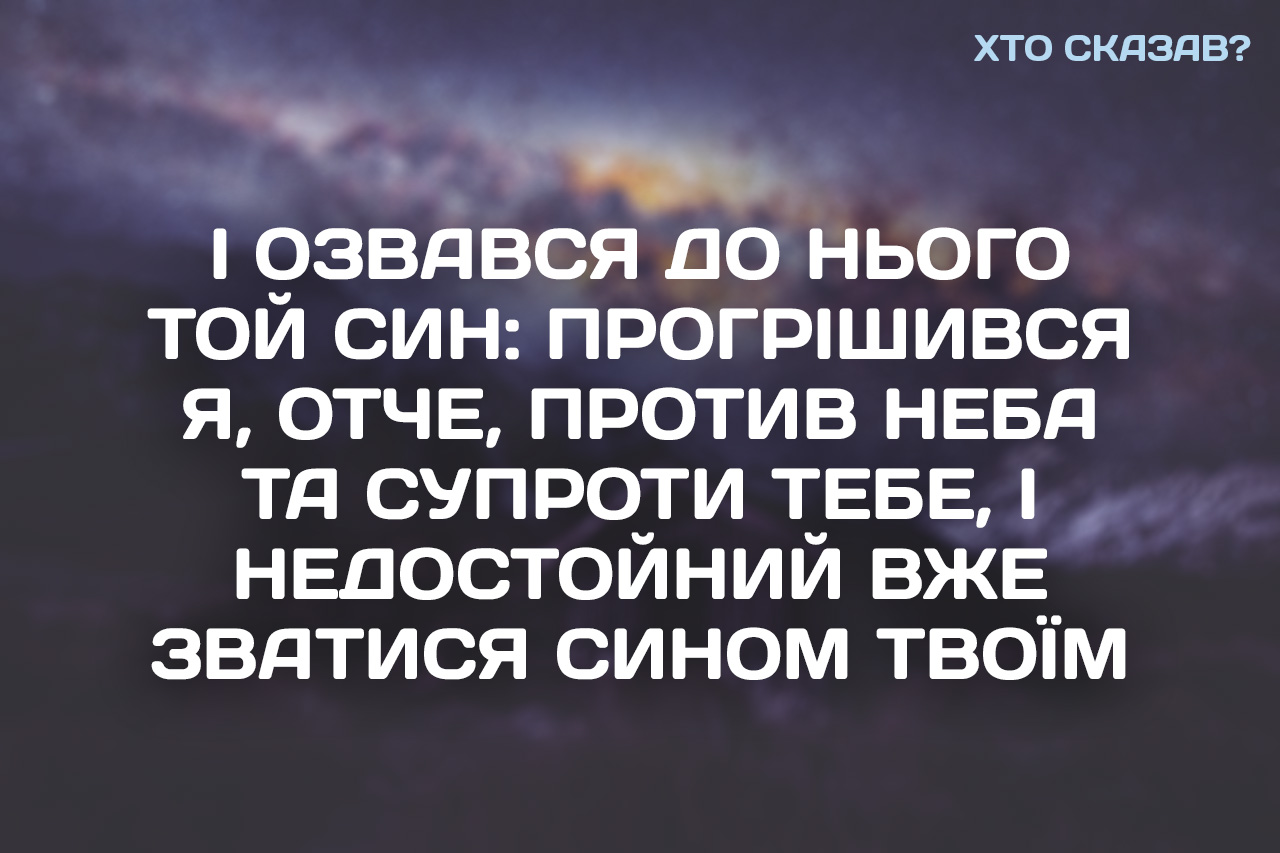 ХТО СКАЗАВ?
І ОЗВАВСЯ ДО НЬОГО
ТОЙ СИН: ПРОГРІШИВСЯ
Я, ОТЧЕ, ПРОТИВ НЕБА
ТА СУПРОТИ ТЕБЕ, І
НЕДОСТОЙНИЙ ВЖЕ
ЗВАТИСЯ СИНОМ ТВОЇМ